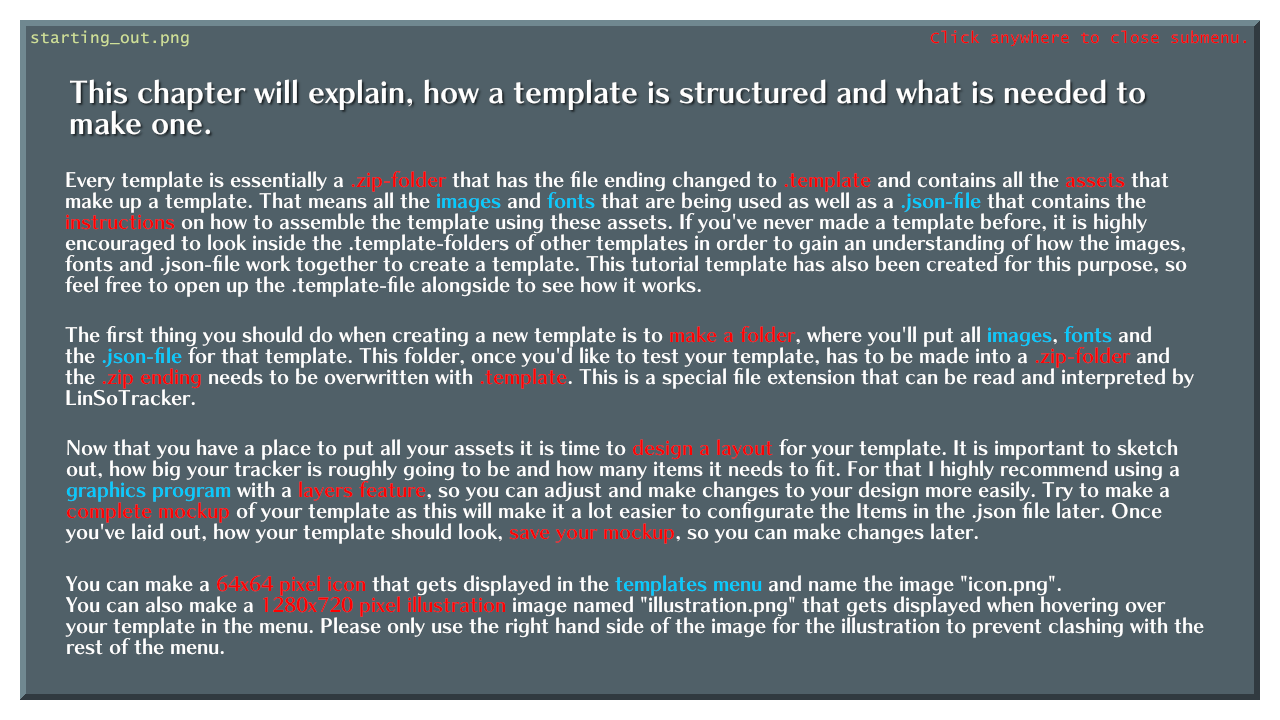 starting_out.png
Click anywhere to close submenu.
This chapter will explain, how a template is structured and what is needed to
make one.
Every template is essentially a .zip-folder that has the file ending changed to .template and contains all the assets that
make up a template. That means all the images and fonts that are being used as well as a .json-file that contains the
instructions on how to assemble the template using these assets. If you've never made a template before, it is highly
encouraged to look inside the .template-folders of other templates in order to gain an understanding of how the images,
fonts and .json-file work together to create a template. This tutorial template has also been created for this purpose, so
feel free to open up the .template-file alongside to see how it works.
The first thing you should do when creating a new template is to make a folder, where you'll put all images, fonts and
the .json-file for that template. This folder, once you'd like to test your template, has to be made into a .zip-folder and
the .zip ending needs to be overwritten with .template. This is a special file extension that can be read and interpreted by
LinSoTracker.
Now that you have a place to put all your assets it is time to design a layout for your template. It is important to sketch
out, how big your tracker is roughly going to be and how many items it needs to fit. For that I highly recommend using a
graphics program with a layers feature, so you can adjust and make changes to your design more easily. Try to make a
complete mockup of your template as this will make it a lot easier to configurate the Items in the .json file later. Once
you've laid out, how your template should look, save your mockup, so you can make changes later.
You can make a 64x64 pixel icon that gets displayed in the templates menu and name the image "icon.png".
You can also make a 1280x720 pixel illustration image named "illustration.png" that gets displayed when hovering over
your template in the menu. Please only use the right hand side of the image for the illustration to prevent clashing with the
rest of the menu.